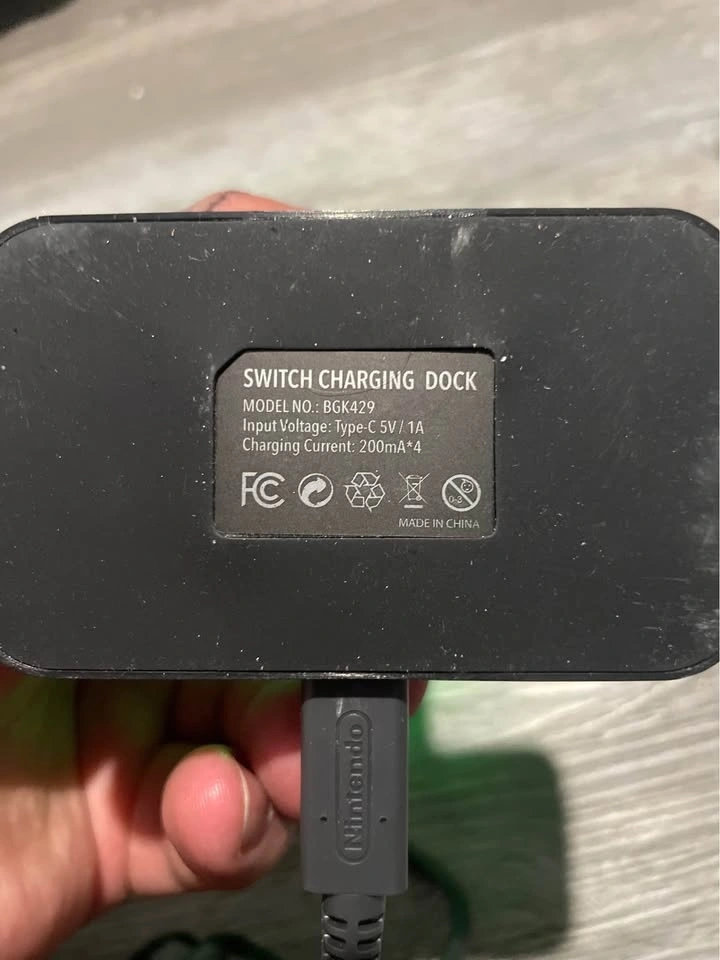 SWITCH CHARGING DOCK
MODEL NO.: BGK429
Input Voltage: Type-C 5V / 1A
Charging Current: 200mA*4
FC
0-3
MADE IN CHINA
Nintendo